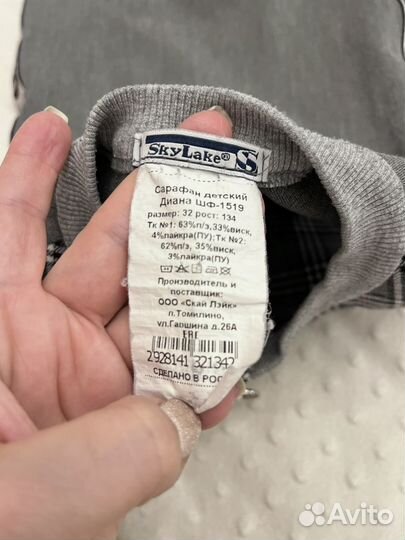 SKYLAKE® S
Сарафан детский
Диана ШФ-1519
размер: 32 рост: 134
Тк №1: 63%п/э,33%виск,
4%лайкра(ПУ) Тк №2:
62%п/э, 35%виск,
3%лайкра(ПУ)
Производитель и
поставщик:
ООО «Скай Лэйк»
п.Томилино,
ул.Гаршина д.26А
EAC
2928141 321342
СДЕЛАНО В РОС
Avito